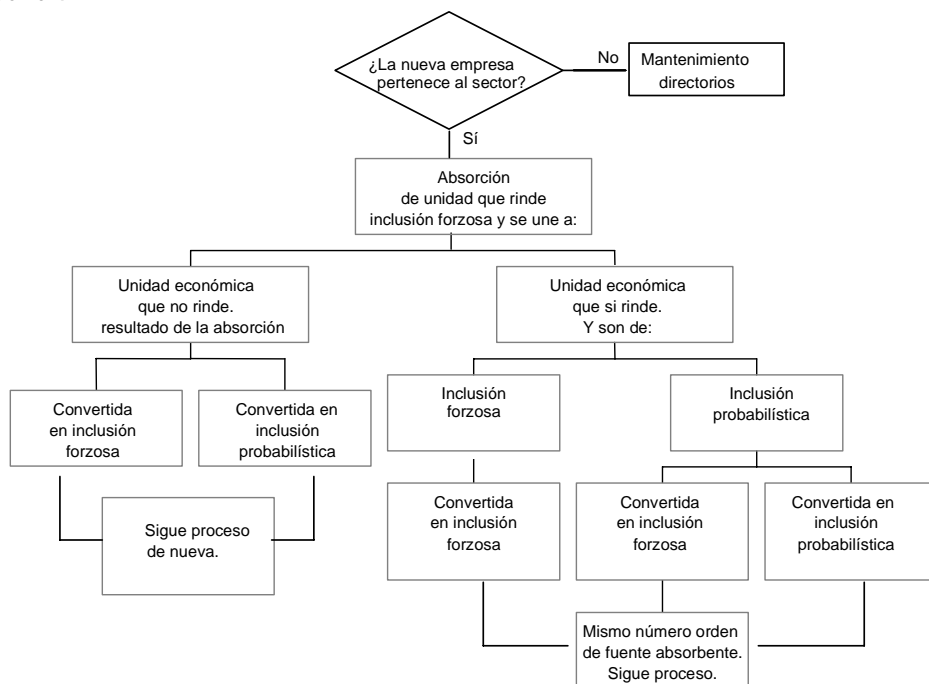 ¿La nueva empresa
pertenece al sector?
No
Mantenimiento
directorios
Sí
Absorción
de unidad que rinde
inclusión forzosa y se une a:
Unidad económica
que no rinde.
resultado de la absorción
Unidad económica
que si rinde.
Y son de:
Convertida
en inclusión
forzosa
Convertida en
inclusión
probabilística
Inclusión
forzosa
Inclusión
probabilística
Sigue proceso
de nueva.
Convertida
en inclusión
forzosa
Convertida
en inclusión
forzosa
Convertida en
inclusión
probabilística
Mismo número orden
de fuente absorbente.
Sigue proceso.